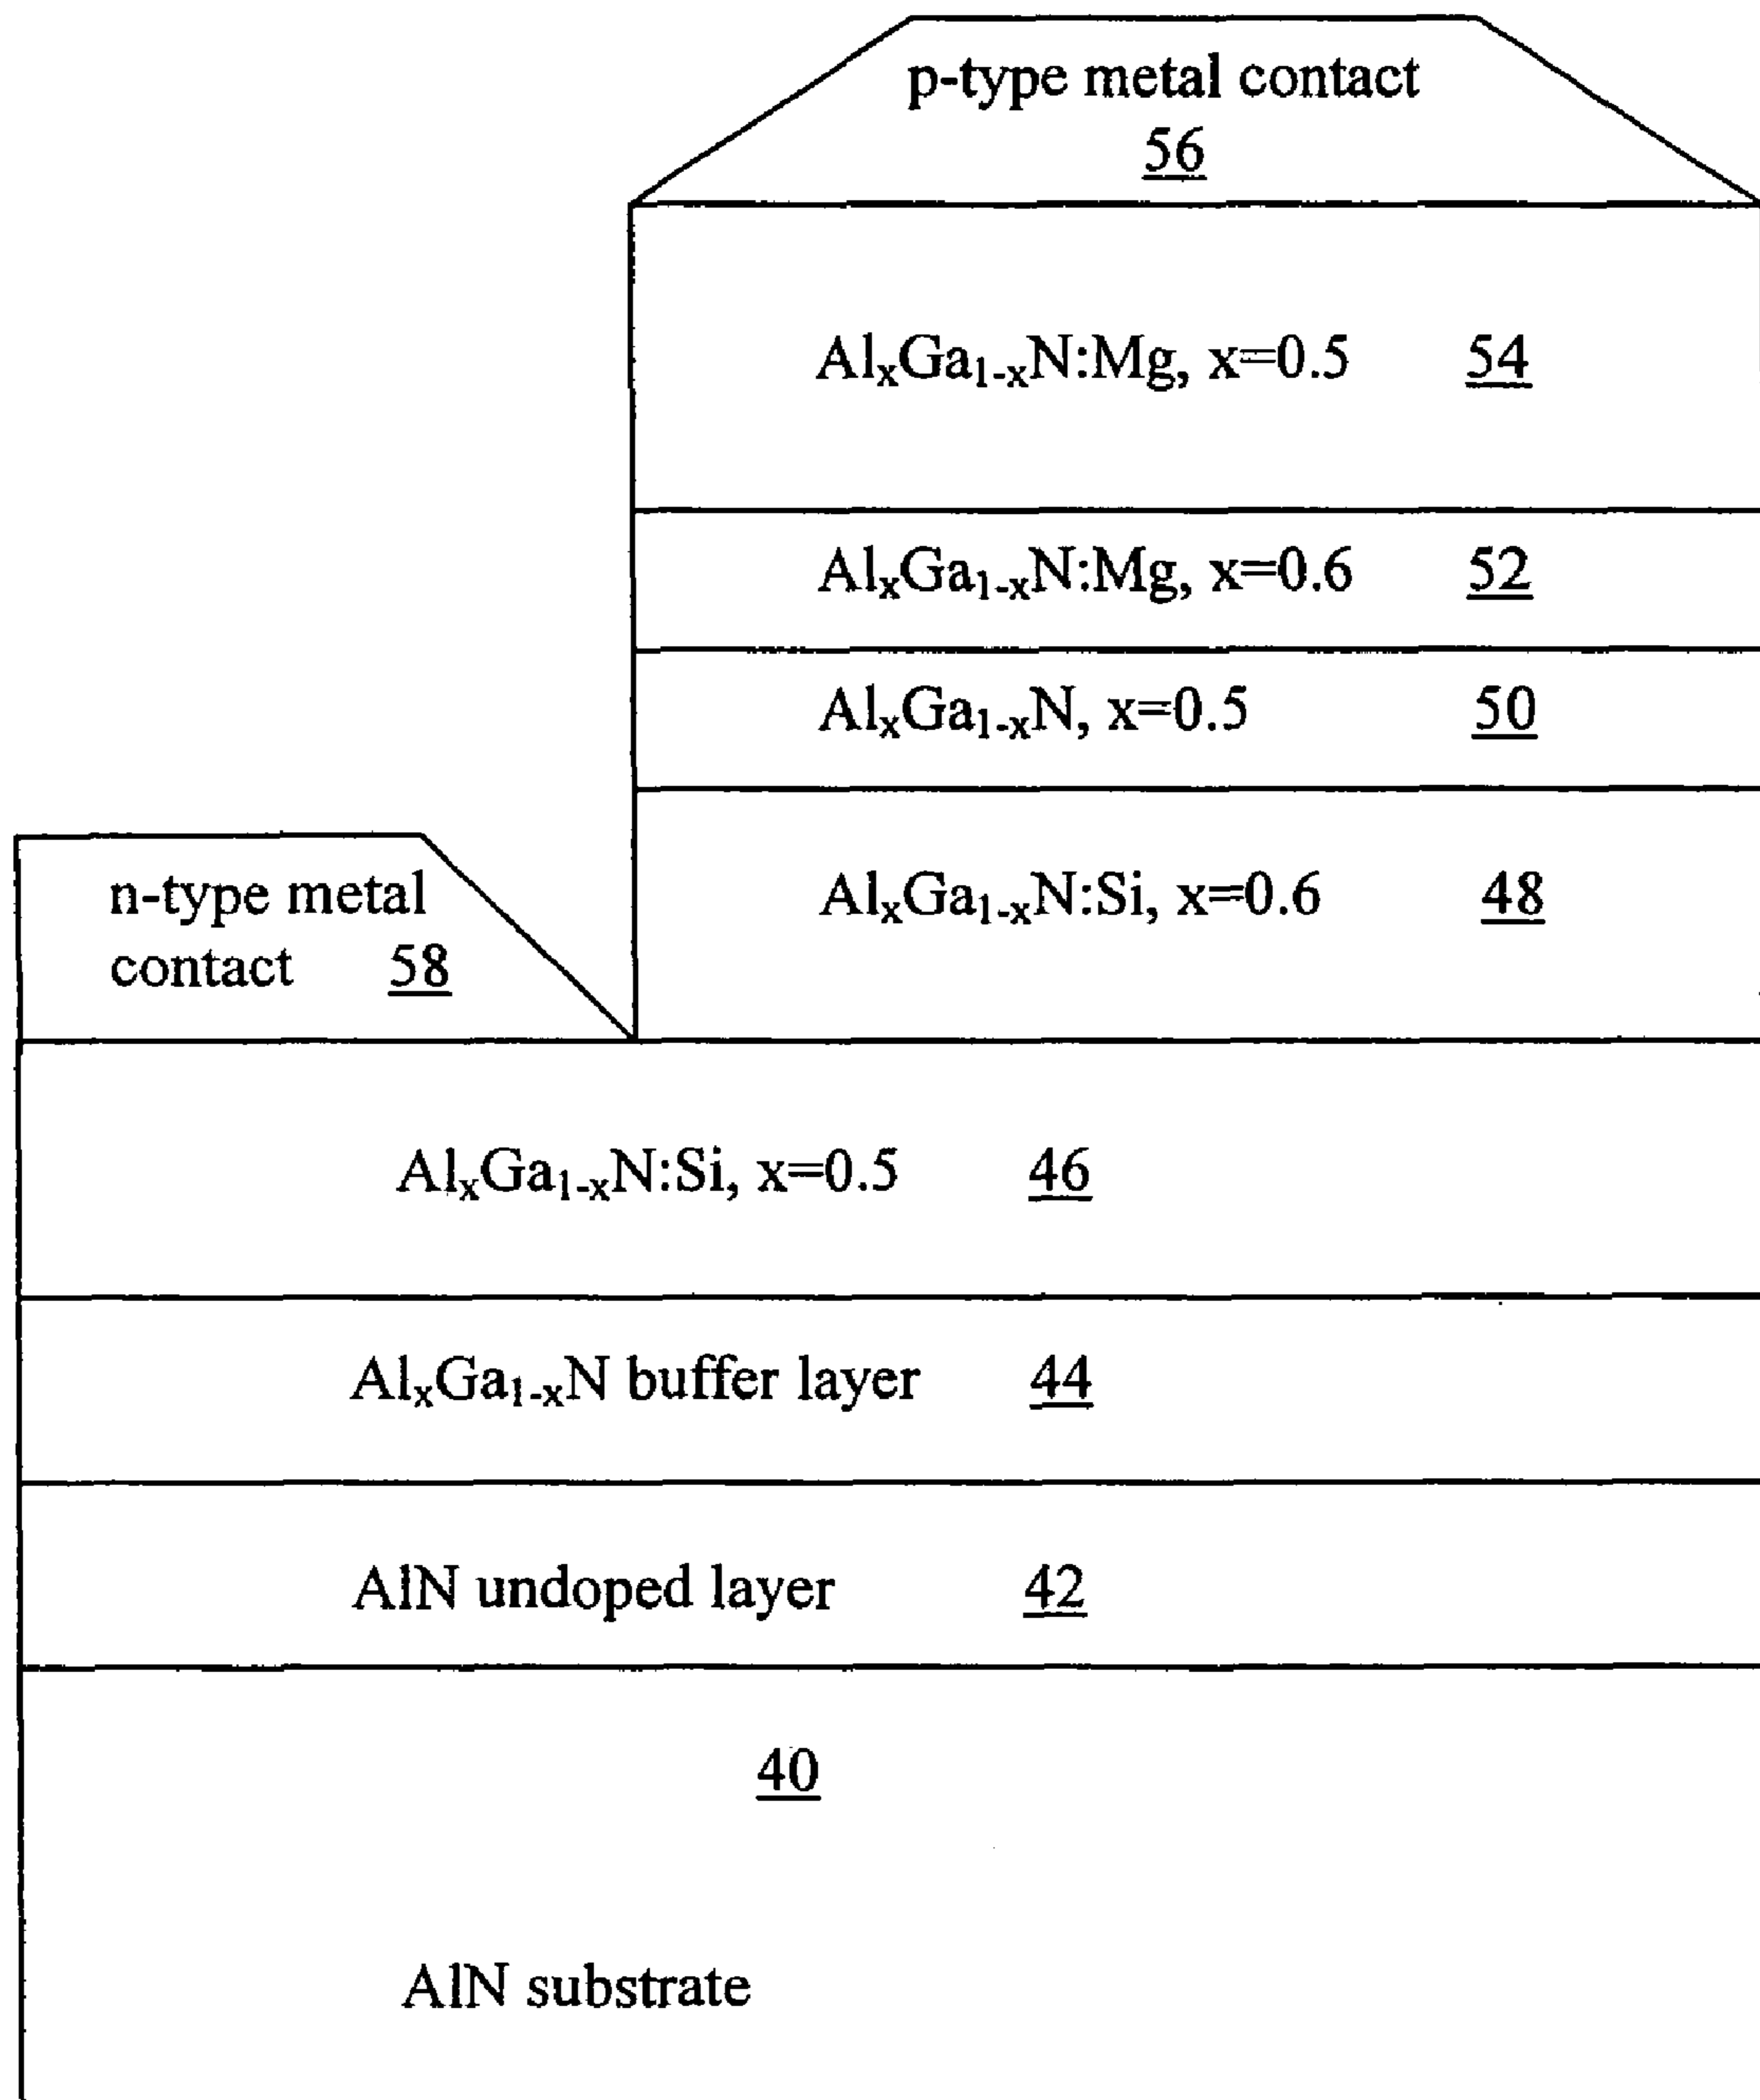 p-type metal contact
56
AlₓGa₁₋ₓN:Mg, x=0.5 54
AlₓGa₁₋ₓN:Mg, x=0.6 52
AlₓGa₁₋ₓN, x=0.5 50
AlₓGa₁₋ₓN:Si, x=0.6 48
n-type metal
contact 58
AlₓGa₁₋ₓN:Si, x=0.5 46
AlₓGa₁₋ₓN buffer layer 44
AlN undoped layer 42
40
AlN substrate